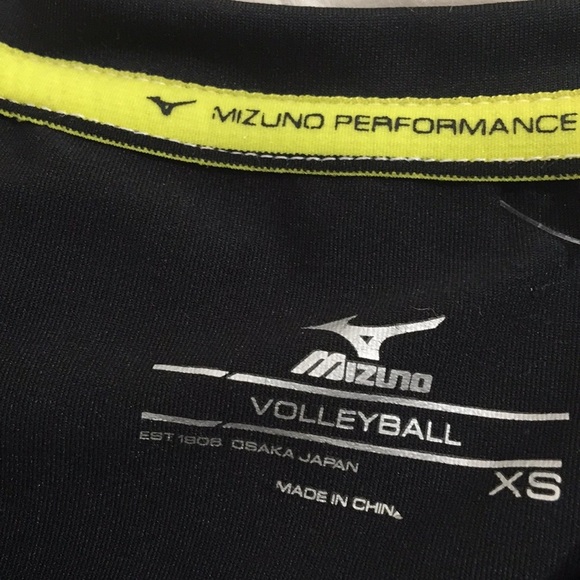 MIZUNO PERFORMANCE
MIZUNO
VOLLEYBALL
EST 1906 OSAKA JAPAN
XS
MADE IN CHINA